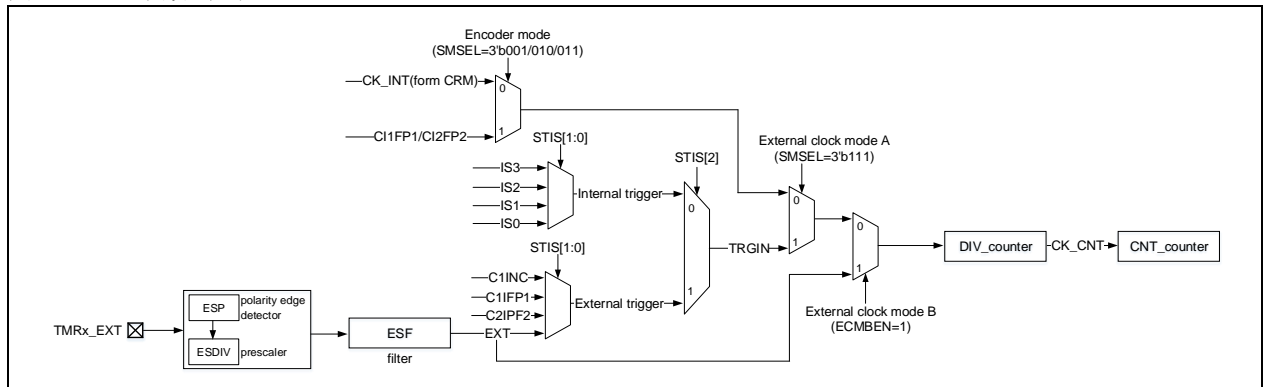 Encoder mode
(SMSEL=3'b001/010/011)
CK_INT(form CRM)
0
CI1FP1/CI2FP2
1
STIS[1:0]
External clock mode A
(SMSEL=3'b111)
STIS[2]
IS3
IS2
IS1
IS0
Internal trigger
0
0
1
0
TRGIN
DIV_counter
CK_CNT
CNT_counter
STIS[1:0]
1
1
C1INC
C1IFP1
C2IPF2
EXT
External trigger
External clock mode B
(ECMBEN=1)
TMRx_EXT
ESP
polarity edge
detector
ESDIV
prescaler
ESF
filter